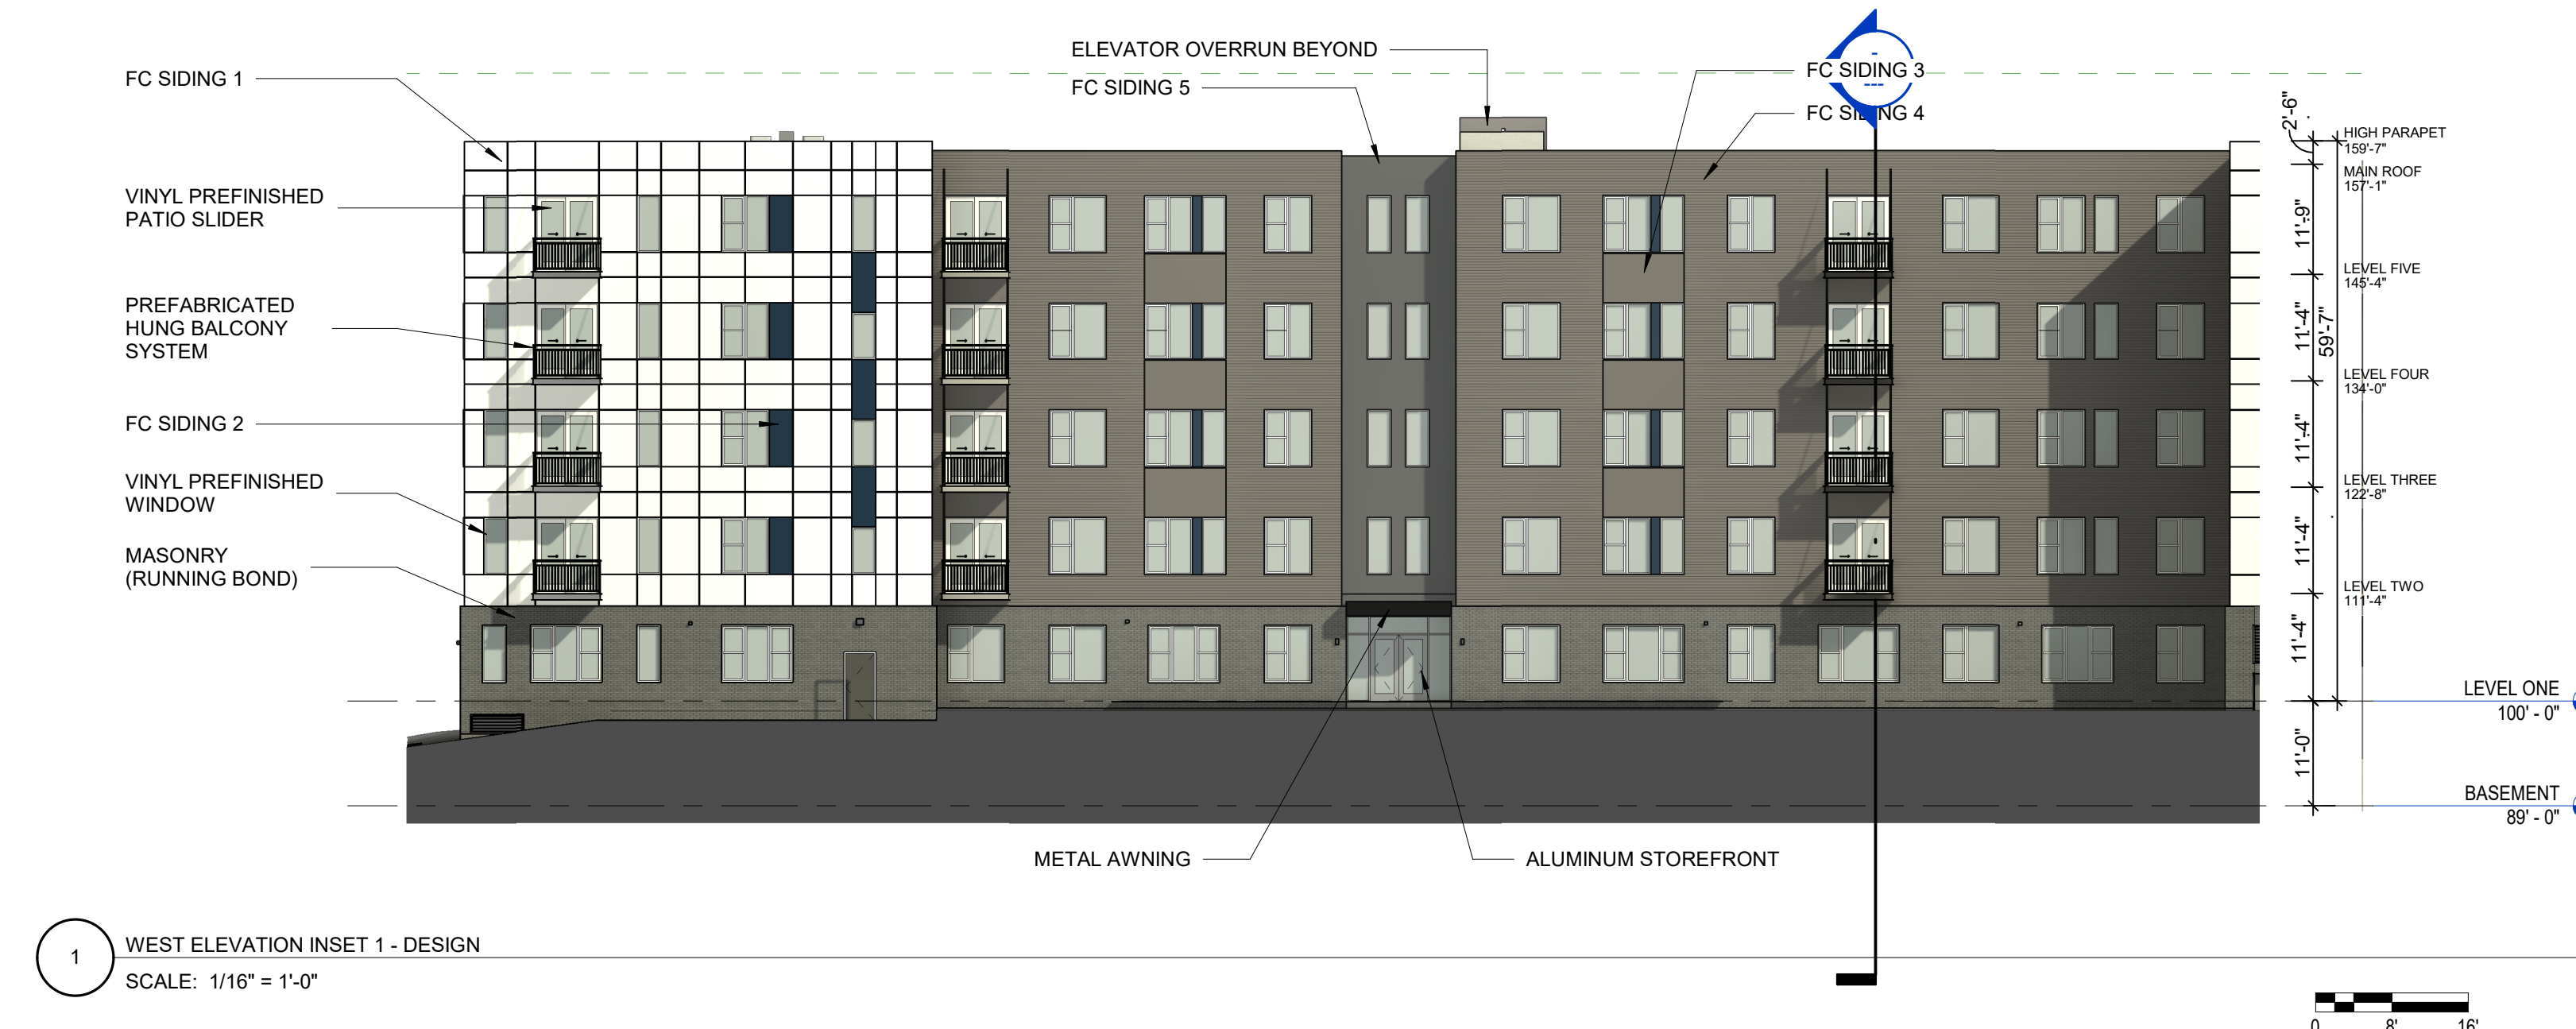 ELEVATOR OVERRUN BEYOND
FC SIDING 1
FC SIDING 5
FC SIDING 3
FC SIDING 4
VINYL PREFINISHED
PATIO SLIDER
PREFABRICATED
HUNG BALCONY
SYSTEM
FC SIDING 2
VINYL PREFINISHED
WINDOW
MASONRY
(RUNNING BOND)
2'-6"
11'-9"
11'-4"
59'-7"
11'-4"
11'-4"
11'-4"
11'-0"
HIGH PARAPET
159'-7"
MAIN ROOF
157'-1"
LEVEL FIVE
145'-4"
LEVEL FOUR
134'-0"
LEVEL THREE
122'-8"
LEVEL TWO
111'-4"
LEVEL ONE
100' - 0"
BASEMENT
89' - 0"
METAL AWNING
ALUMINUM STOREFRONT
1
WEST ELEVATION INSET 1 - DESIGN
SCALE: 1/16" = 1'-0"
0 8' 16'